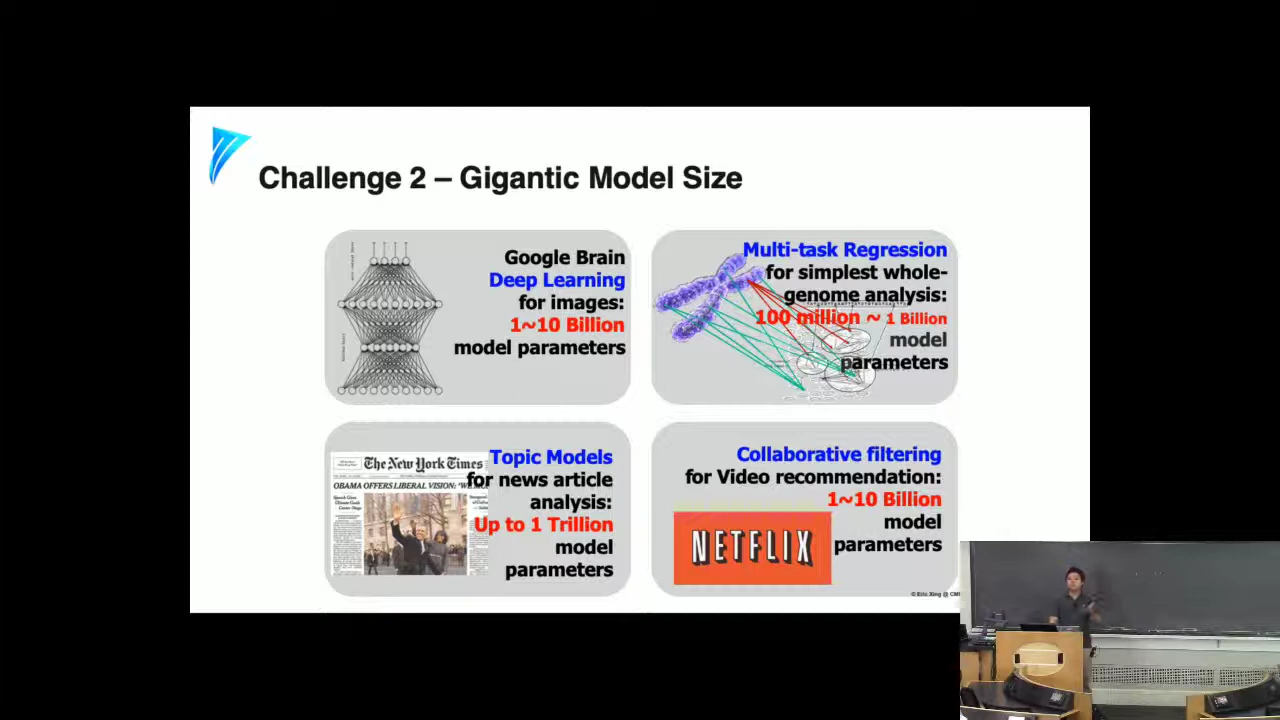 Challenge 2 – Gigantic Model Size
Google Brain
Deep Learning
for images:
1~10 Billion
model parameters
Multi-task Regression
for simplest whole-
genome analysis:
100 million ~ 1 Billion
model
parameters
The New York Times
OBAMA OFFERS LIBERAL VISION: 'WE MU
Topic Models
for news article
analysis:
Up to 1 Trillion
model
parameters
Collaborative filtering
for Video recommendation:
1~10 Billion
model
parameters
NETFLIX
© Eric Xing @ CM